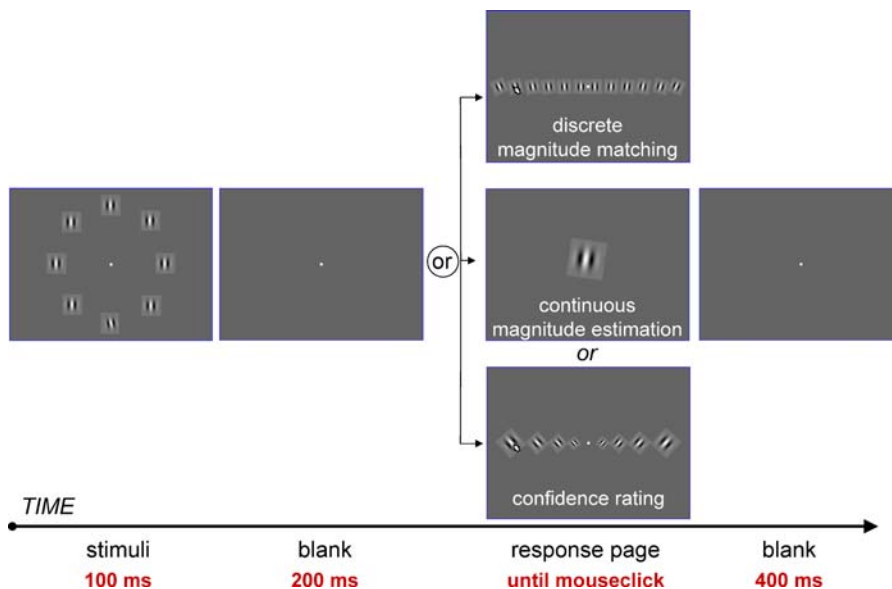 discrete
magnitude matching
or
continuous
magnitude estimation
or
confidence rating
TIME
stimuli
blank
response page
blank
100 ms
200 ms
until mouseclick
400 ms